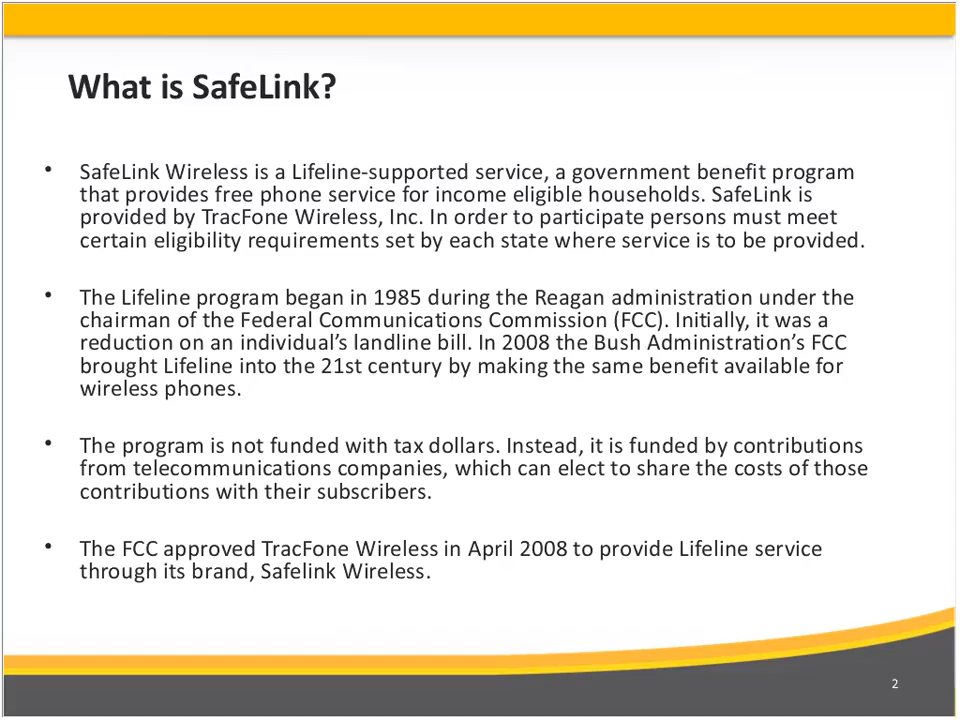 What is SafeLink?
• SafeLink Wireless is a Lifeline-supported service, a government benefit program
that provides free phone service for income eligible households. SafeLink is
provided by TracFone Wireless, Inc. In order to participate persons must meet
certain eligibility requirements set by each state where service is to be provided.
• The Lifeline program began in 1985 during the Reagan administration under the
chairman of the Federal Communications Commission (FCC). Initially, it was a
reduction on an individual’s landline bill. In 2008 the Bush Administration’s FCC
brought Lifeline into the 21st century by making the same benefit available for
wireless phones.
• The program is not funded with tax dollars. Instead, it is funded by contributions
from telecommunications companies, which can elect to share the costs of those
contributions with their subscribers.
• The FCC approved TracFone Wireless in April 2008 to provide Lifeline service
through its brand, Safelink Wireless.
2